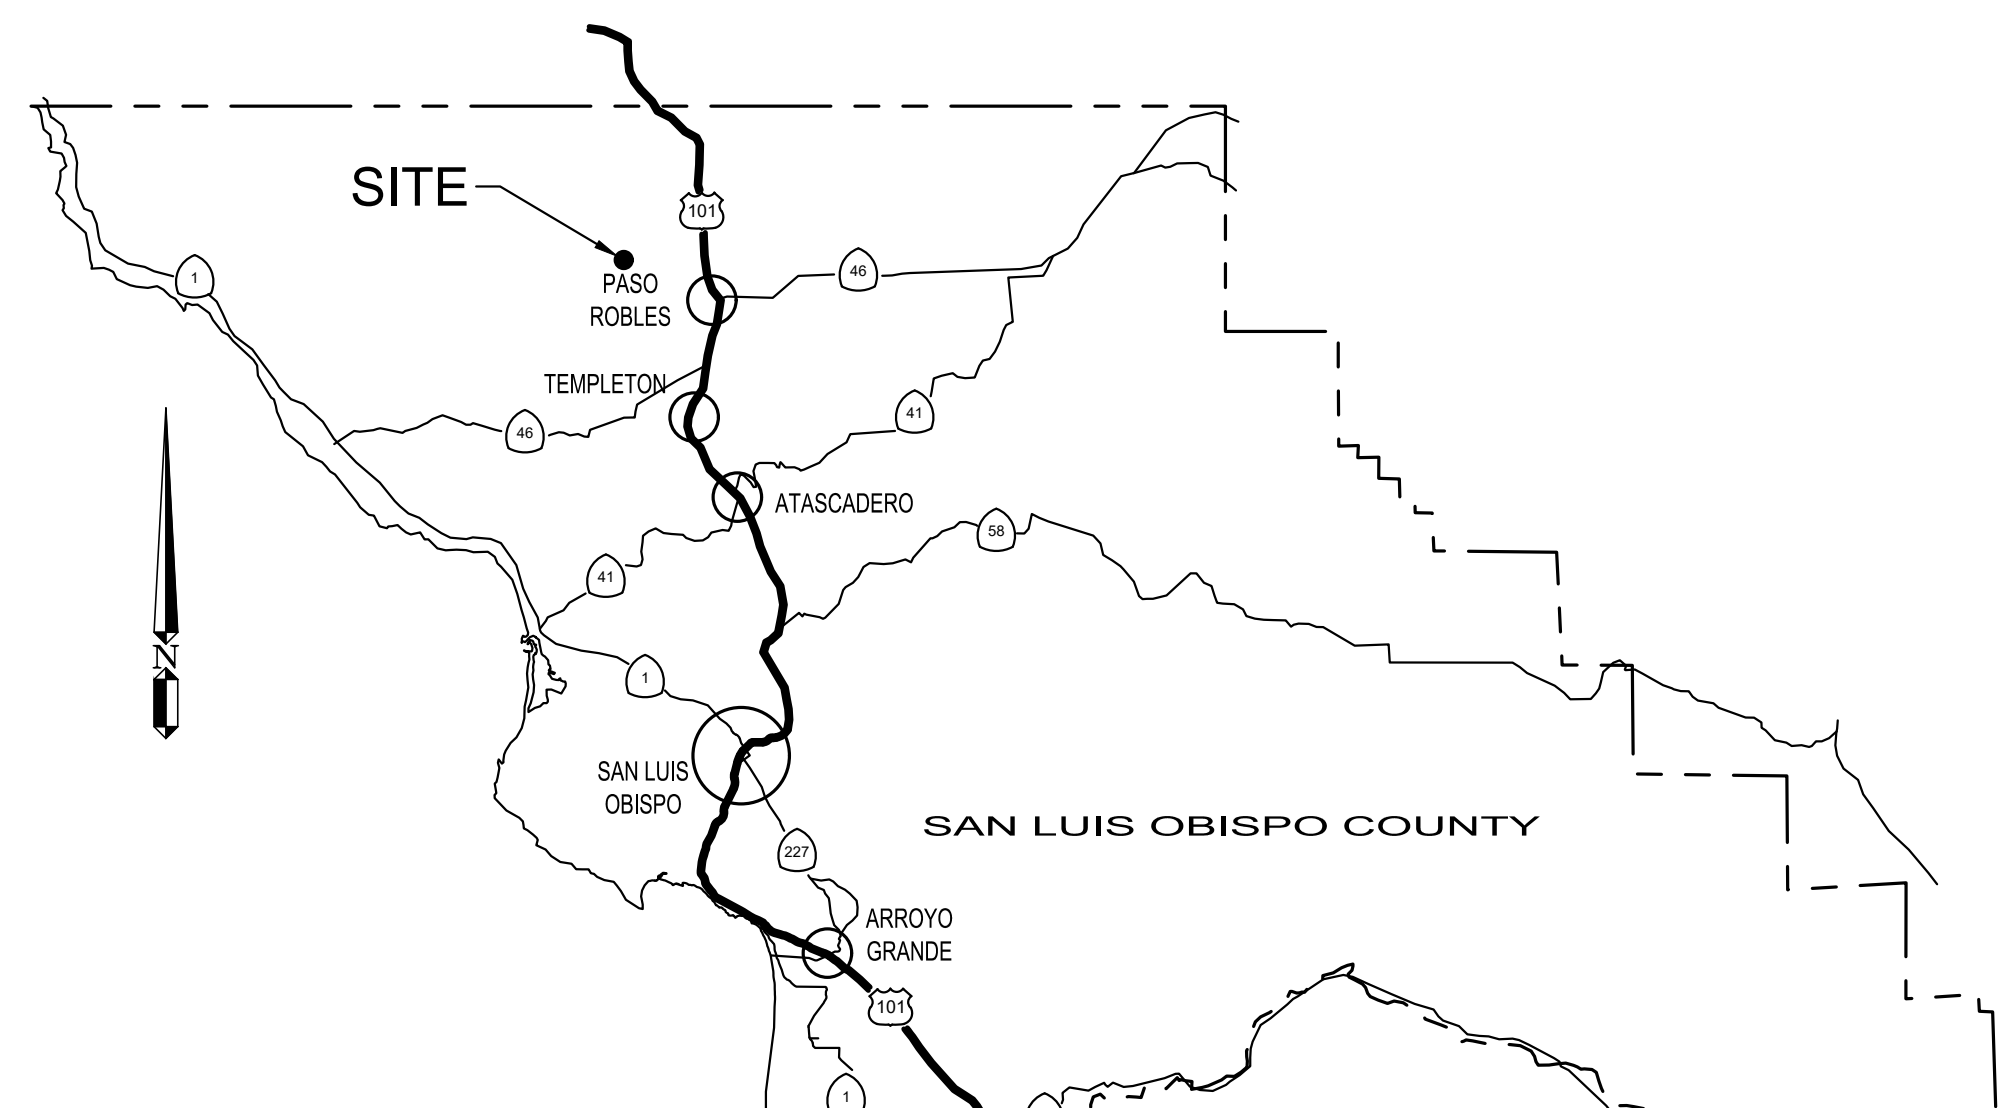 SITE
101
1
46
PASO
ROBLES
TEMPLETON
41
46
ATASCADERO
58
41
N
1
SAN LUIS
OBISPO
SAN LUIS OBISPO COUNTY
227
ARROYO
GRANDE
101
1